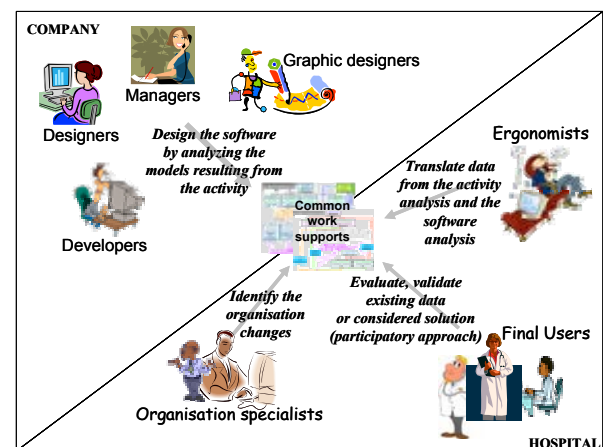 COMPANY
Managers
Graphic designers
Designers
Design the software
by analyzing the
models resulting from
the activity
Developers
Ergonomists
Translate data
from the activity
analysis and the
software
analysis
Common
work
supports
Identify the
organisation
changes
Evaluate, validate
existing data
or considered solution
(participatory approach)
Final Users
Organisation specialists
HOSPITAL